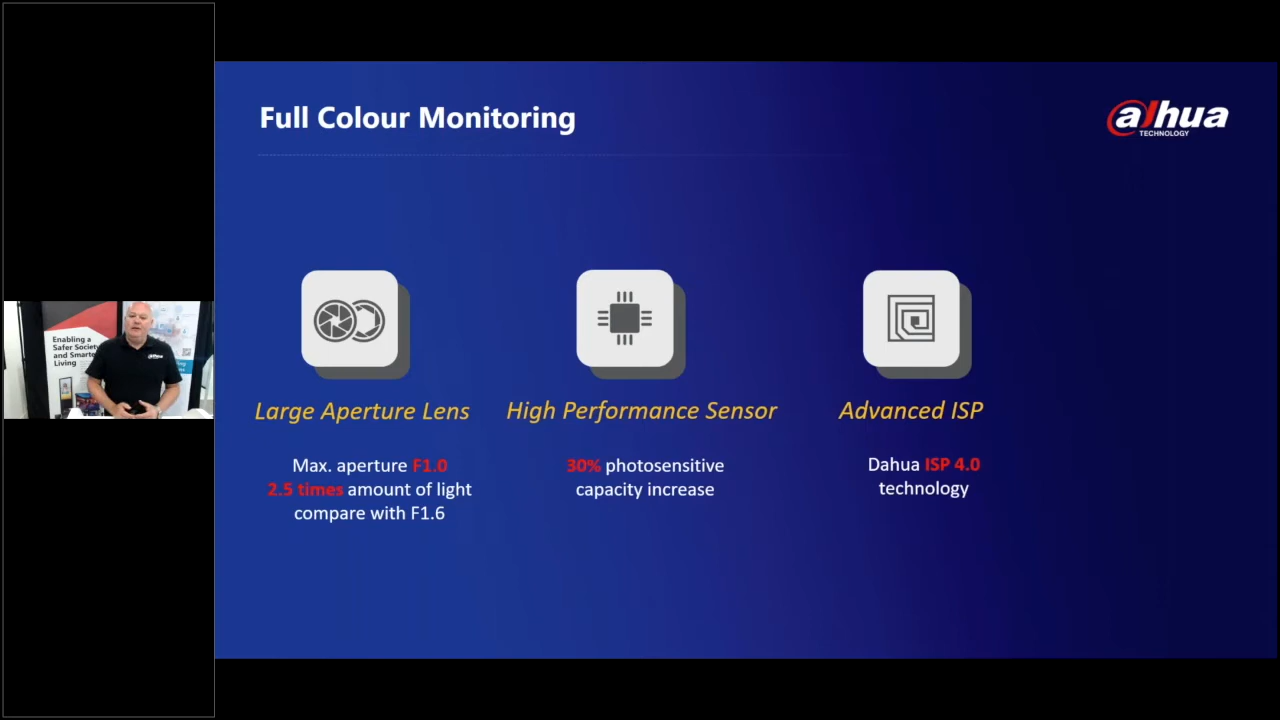 Full Colour Monitoring
alhua
TECHNOLOGY
Enabling a
Safer Society
and Smarte
Living
Large Aperture Lens
High Performance Sensor
Advanced ISP
Max. aperture F1.0
2.5 times amount of light
compare with F1.6
30% photosensitive
capacity increase
Dahua ISP 4.0
technology